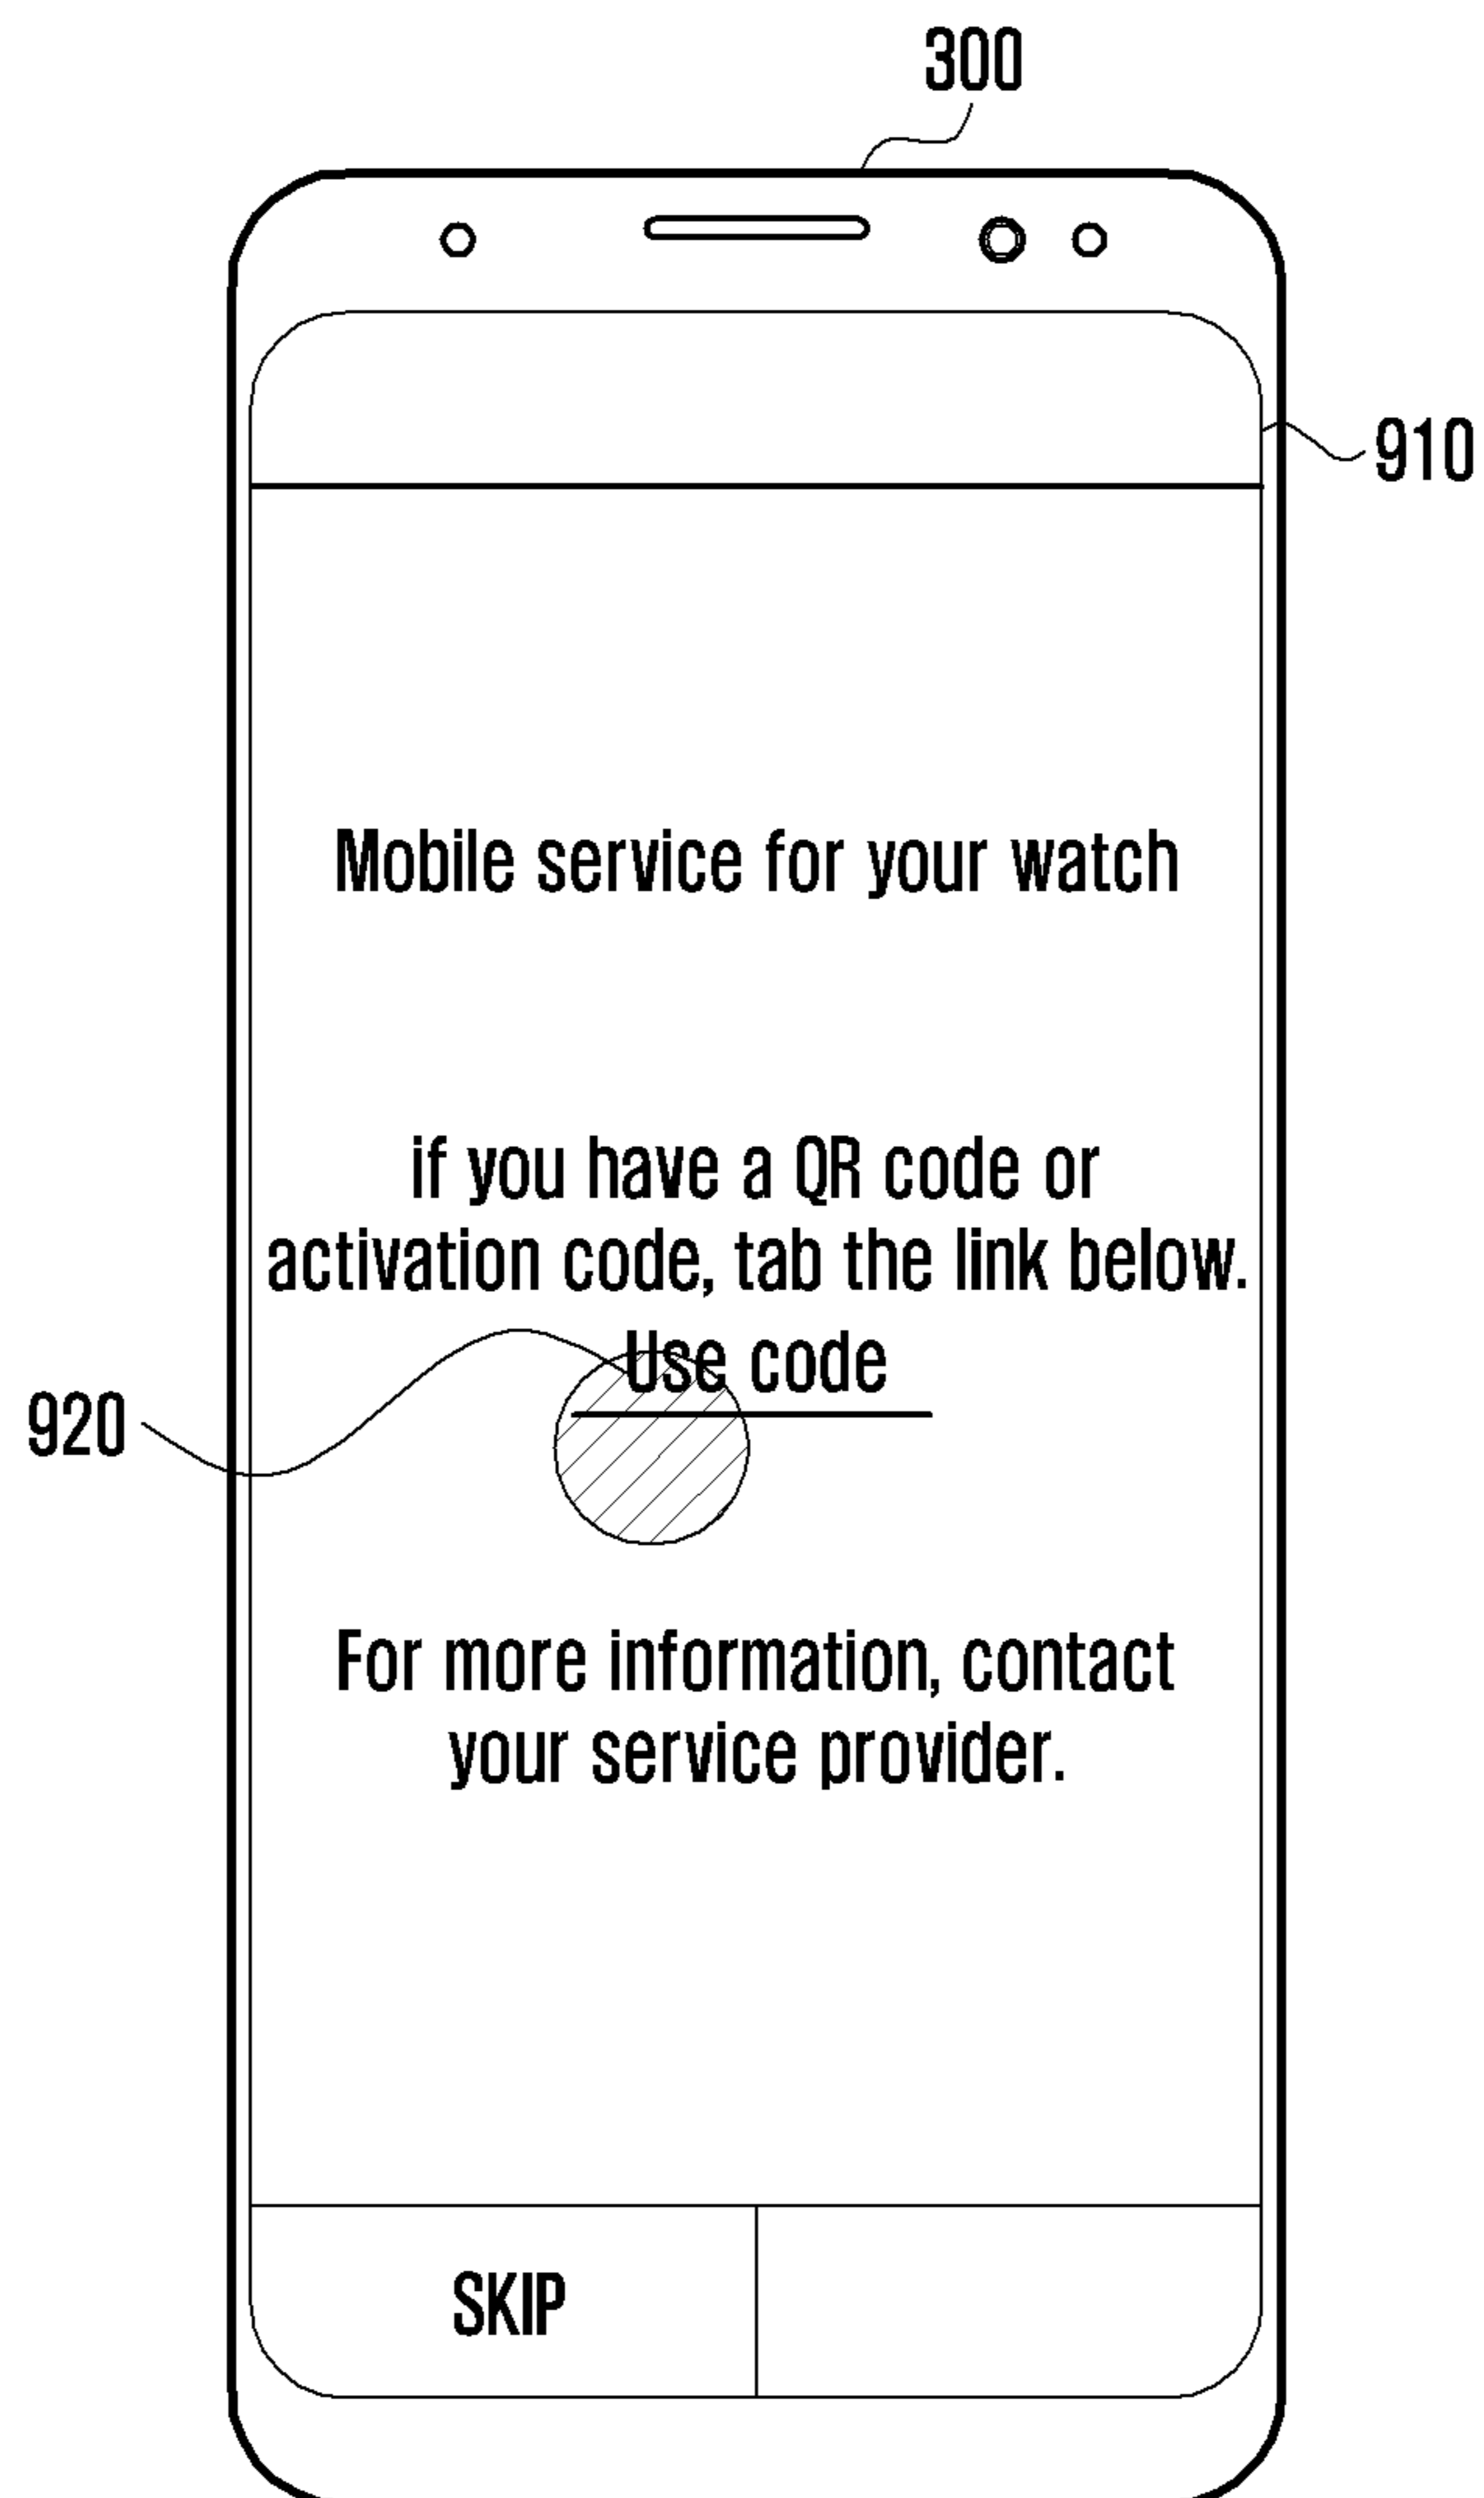 300
910
Mobile service for your watch
if you have a QR code or
activation code, tab the link below.
Use code
920
For more information, contact
your service provider.
SKIP